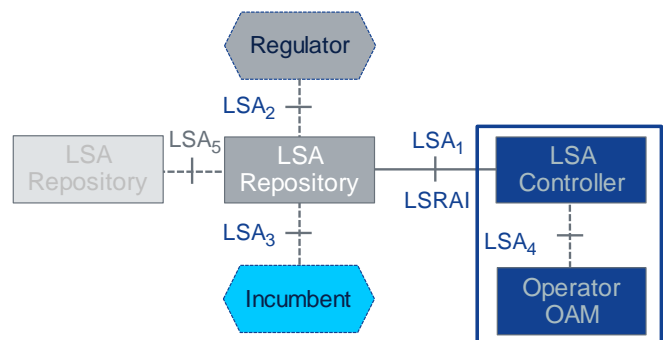 Regulator
LSA₂
LSA
Repository
LSA₅
LSA
Repository
LSA₁
LSRAI
LSA
Controller
LSA₃
LSA₄
Incumbent
Operator
OAM